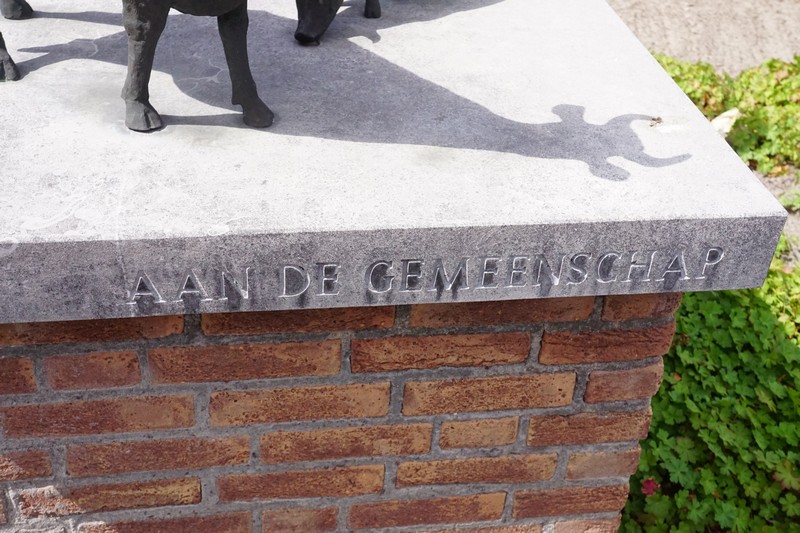 AAN DE GEMEENSCHAP